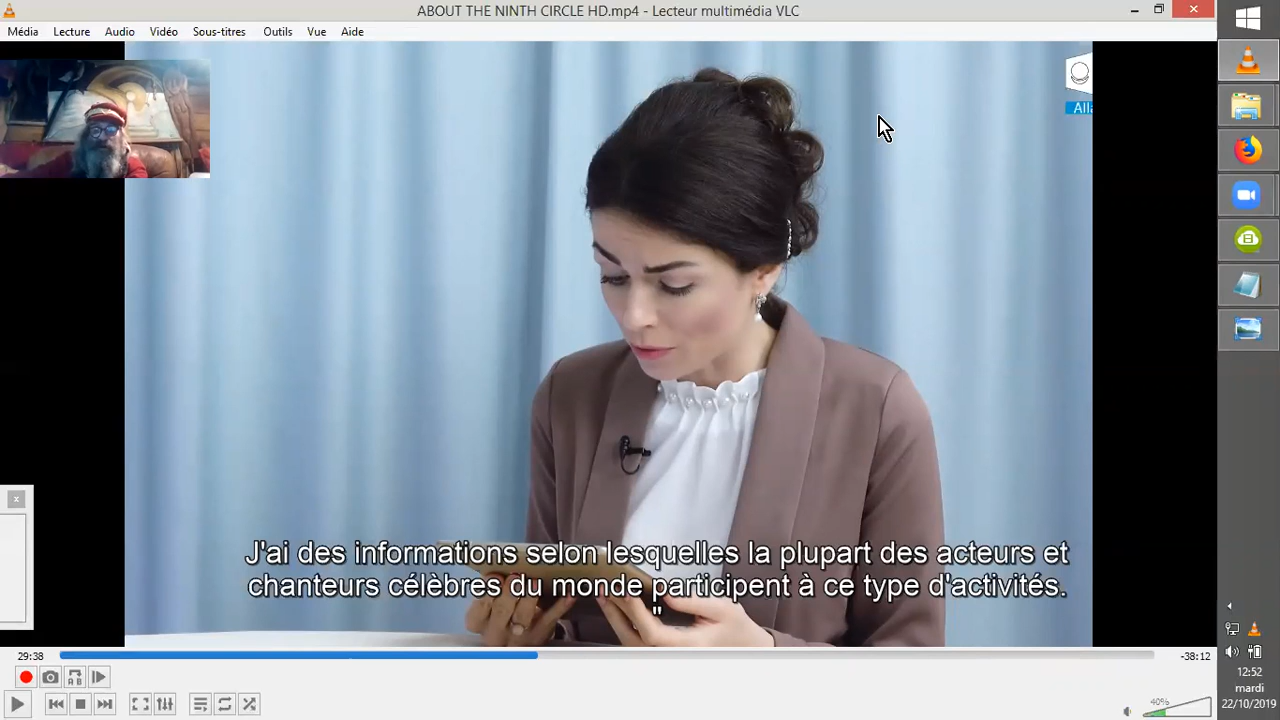 ABOUT THE NINTH CIRCLE HD.mp4 - Lecteur multimédia VLC
Média Lecture Audio Vidéo Sous-titres Outils Vue Aide
J'ai des informations selon lesquelles la plupart des acteurs et
chanteurs célèbres du monde participent à ce type d'activités.
"
29:38
-38:12
40%
12:52
mardi
22/10/2019